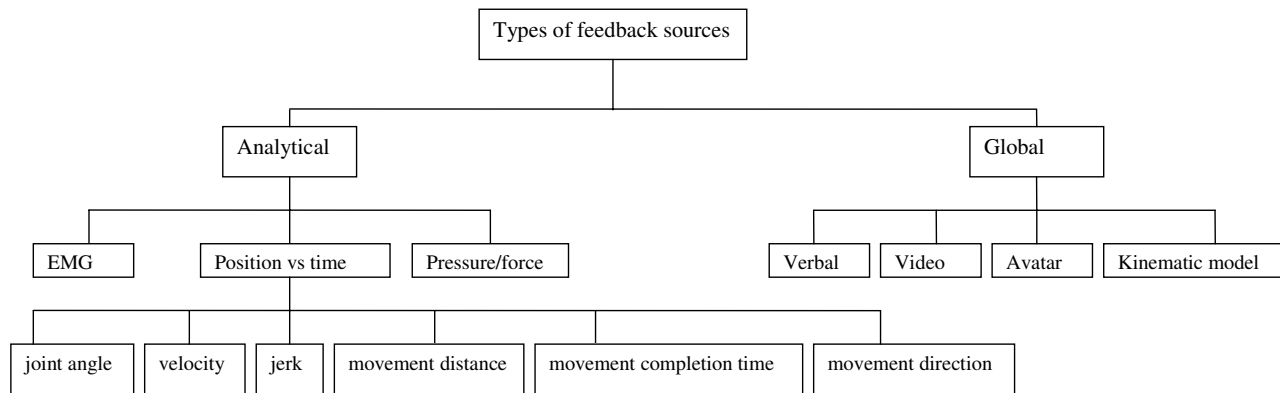 Types of feedback sources
Analytical
Global
EMG
Position vs time
Pressure/force
Verbal
Video
Avatar
Kinematic model
joint angle
velocity
jerk
movement distance
movement completion time
movement direction